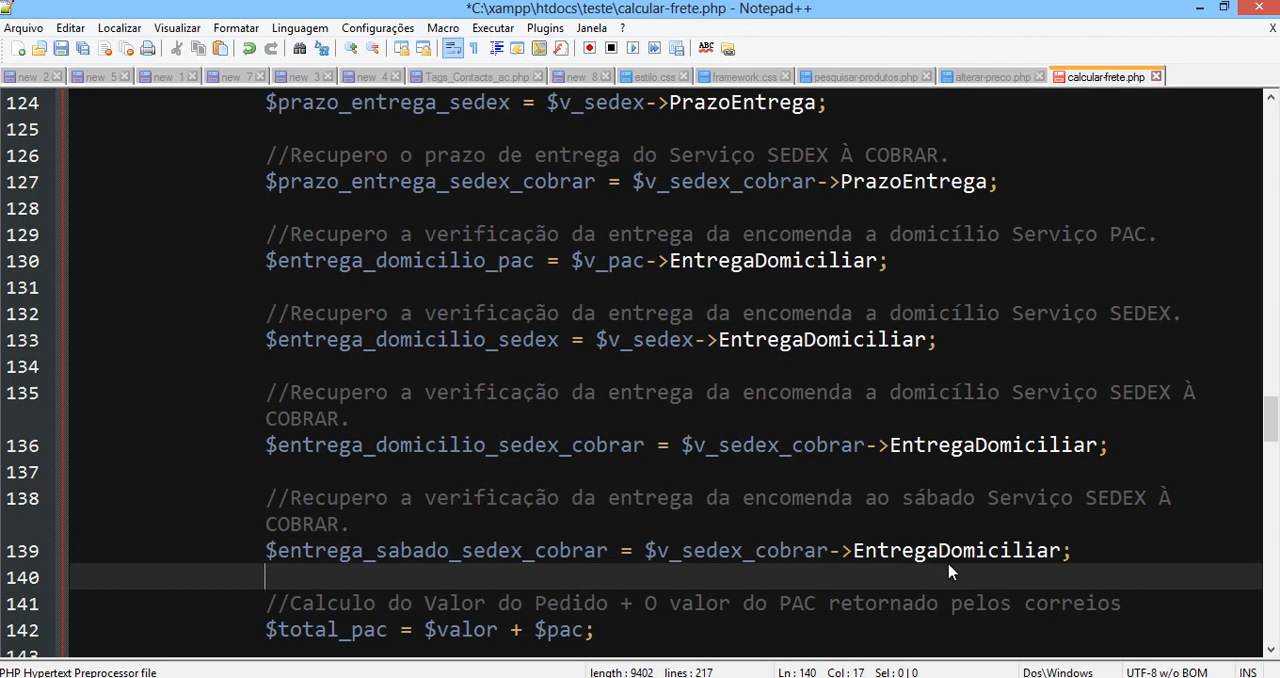 *C:\xampp\htdocs\teste\calcular-frete.php - Notepad++
Arquivo Editar Localizar Visualizar Formatar Linguagem Configurações Macro Executar Plugins Janela ? X
new 2 new 5 new 1 new 7 new 3 new 4 Tags_Contacts_ac.php new 8 estilo.css framework.css pesquisar-produtos.php alterar-preco.php calcular-frete.php
124 $prazo_entrega_sedex = $v_sedex->PrazoEntrega;
125
126 //Recupero o prazo de entrega do Serviço SEDEX À COBRAR.
127 $prazo_entrega_sedex_cobrar = $v_sedex_cobrar->PrazoEntrega;
128
129 //Recupero a verificação da entrega da encomenda a domicílio Serviço PAC.
130 $entrega_domicilio_pac = $v_pac->EntregaDomiciliar;
131
132 //Recupero a verificação da entrega da encomenda a domicílio Serviço SEDEX.
133 $entrega_domicilio_sedex = $v_sedex->EntregaDomiciliar;
134
135 //Recupero a verificação da entrega da encomenda a domicílio Serviço SEDEX À
COBRAR.
136 $entrega_domicilio_sedex_cobrar = $v_sedex_cobrar->EntregaDomiciliar;
137
138 //Recupero a verificação da entrega da encomenda ao sábado Serviço SEDEX À
COBRAR.
139 $entrega_sabado_sedex_cobrar = $v_sedex_cobrar->EntregaDomiciliar;
140
141 //Calculo do Valor do Pedido + O valor do PAC retornado pelos correios
142 $total_pac = $valor + $pac;
143
PHP Hypertext Preprocessor file length : 9402 lines : 217 Ln : 140 Col : 17 Sel : 0 | 0 Dos\Windows UTF-8 w/o BOM INS